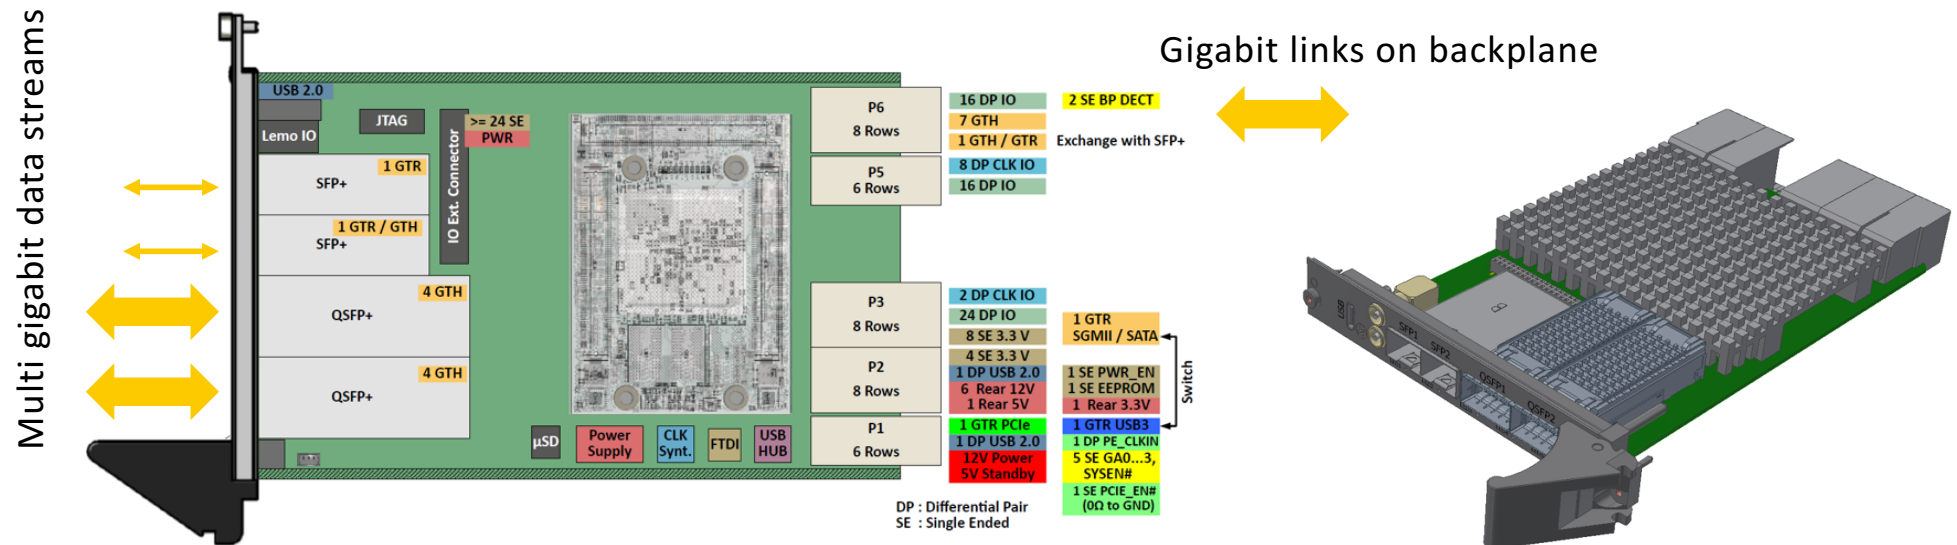 Multi gigabit data streams
Gigabit links on backplane
USB 2.0
Lemo IO
JTAG
IO Ext. Connector
>= 24 SE
PWR
1 GTR
SFP+
1 GTR / GTH
SFP+
4 GTH
QSFP+
4 GTH
QSFP+
µSD
Power
Supply
CLK
Synt.
FTDI
USB
HUB
P6
8 Rows
P5
6 Rows
P3
8 Rows
P2
8 Rows
P1
6 Rows
16 DP IO
2 SE BP DECT
7 GTH
1 GTH / GTR
Exchange with SFP+
8 DP CLK IO
16 DP IO
2 DP CLK IO
24 DP IO
8 SE 3.3 V
1 GTR
SGMII / SATA
4 SE 3.3 V
1 DP USB 2.0
6 Rear 12V
1 Rear 5V
1 SE PWR_EN
1 SE EEPROM
1 Rear 3.3V
Switch
1 GTR PCIe
1 GTR USB3
1 DP USB 2.0
1 DP PE_CLKIN
12V Power
5V Standby
5 SE GA0...3,
SYSEN#
1 SE PCIE_EN#
(0Ω to GND)
DP : Differential Pair
SE : Single Ended
USB
SFP1
SFP2
QSFP1
QSFP2